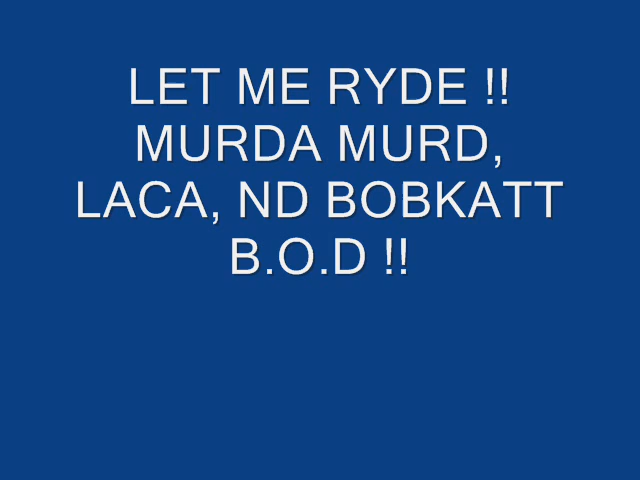 LET ME RYDE !!
MURDA MURD,
LACA, ND BOBKATT
B.O.D !!